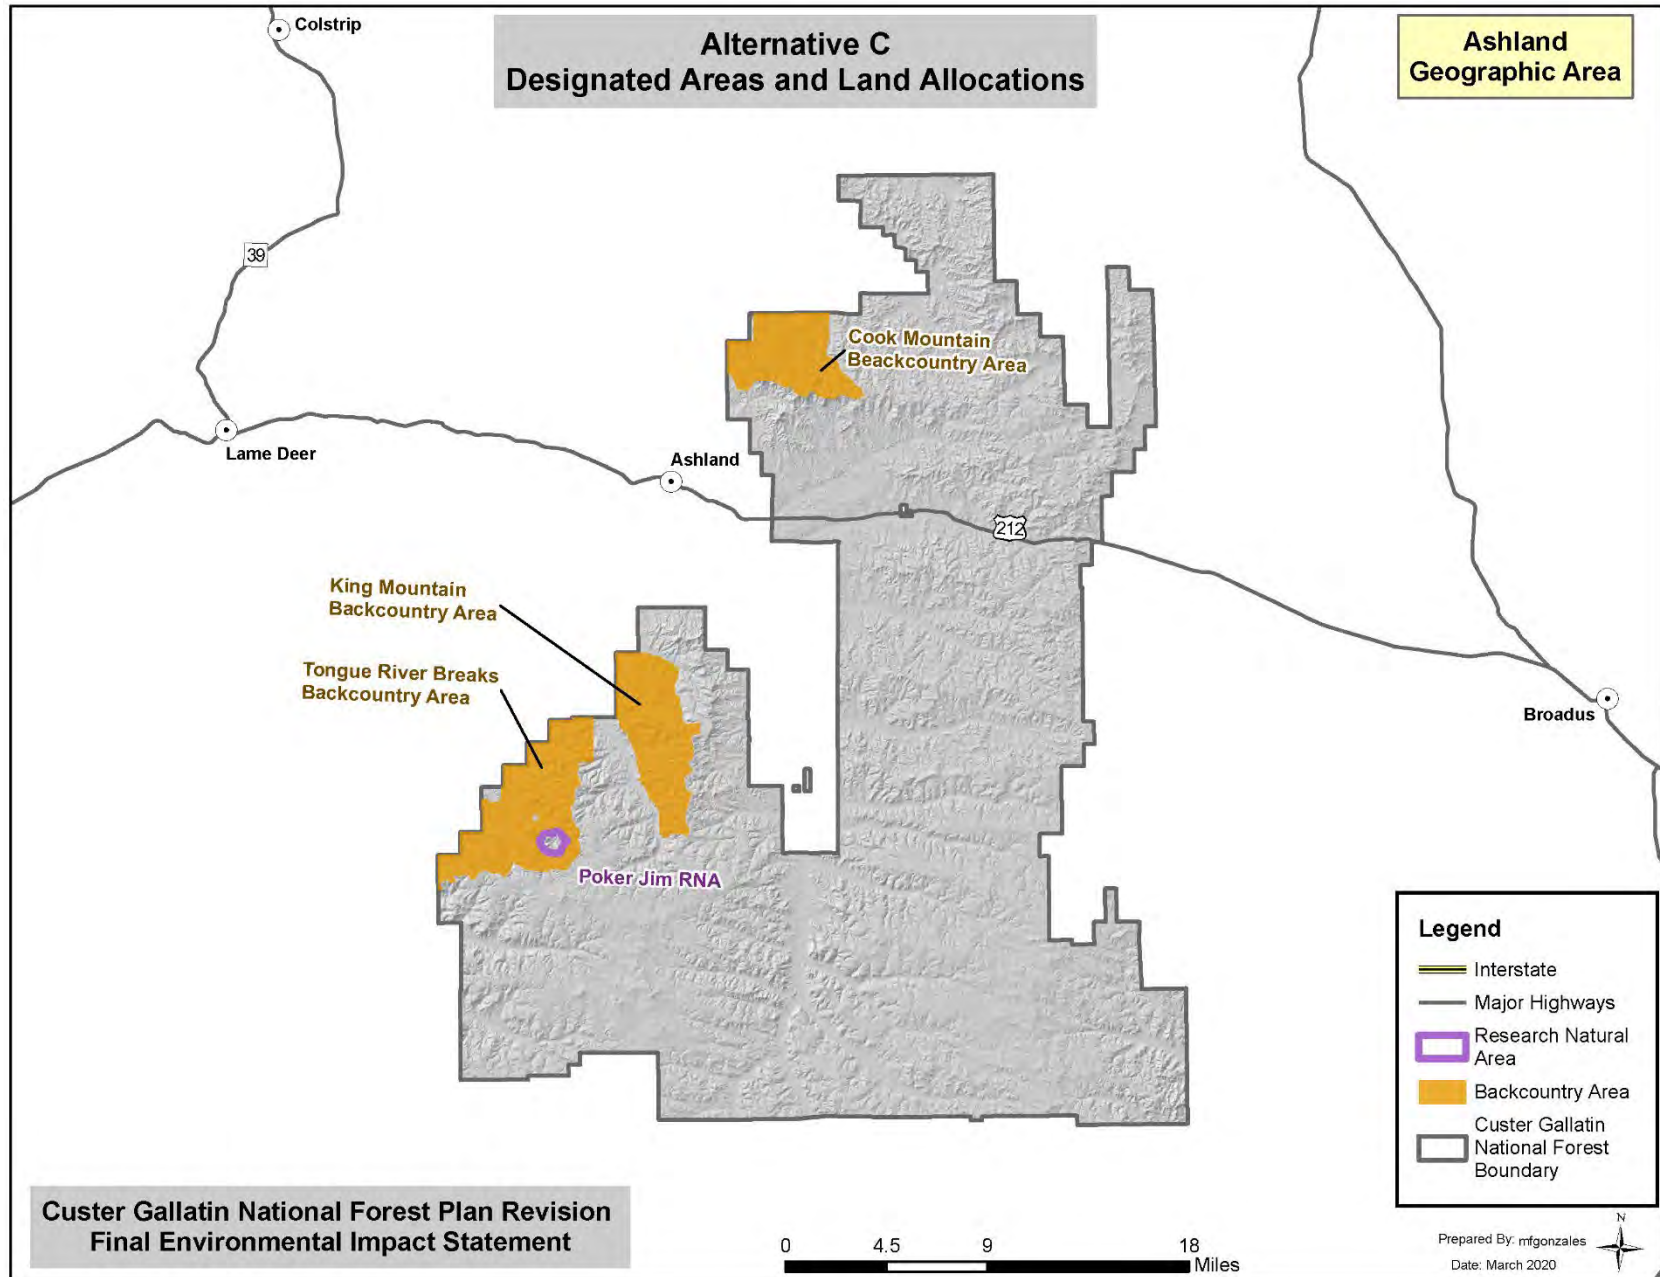 Colstrip
Alternative C
Designated Areas and Land Allocations
Ashland
Geographic Area
39
Cook Mountain
Beackcountry Area
Lame Deer
Ashland
212
King Mountain
Backcountry Area
Tongue River Breaks
Backcountry Area
Broadus
Poker Jim RNA
Legend
Interstate
Major Highways
Research Natural
Area
Backcountry Area
Custer Gallatin
National Forest
Boundary
Custer Gallatin National Forest Plan Revision
Final Environmental Impact Statement
0 4.5 9 18
Miles
N
Prepared By: mfgonzales
Date: March 2020